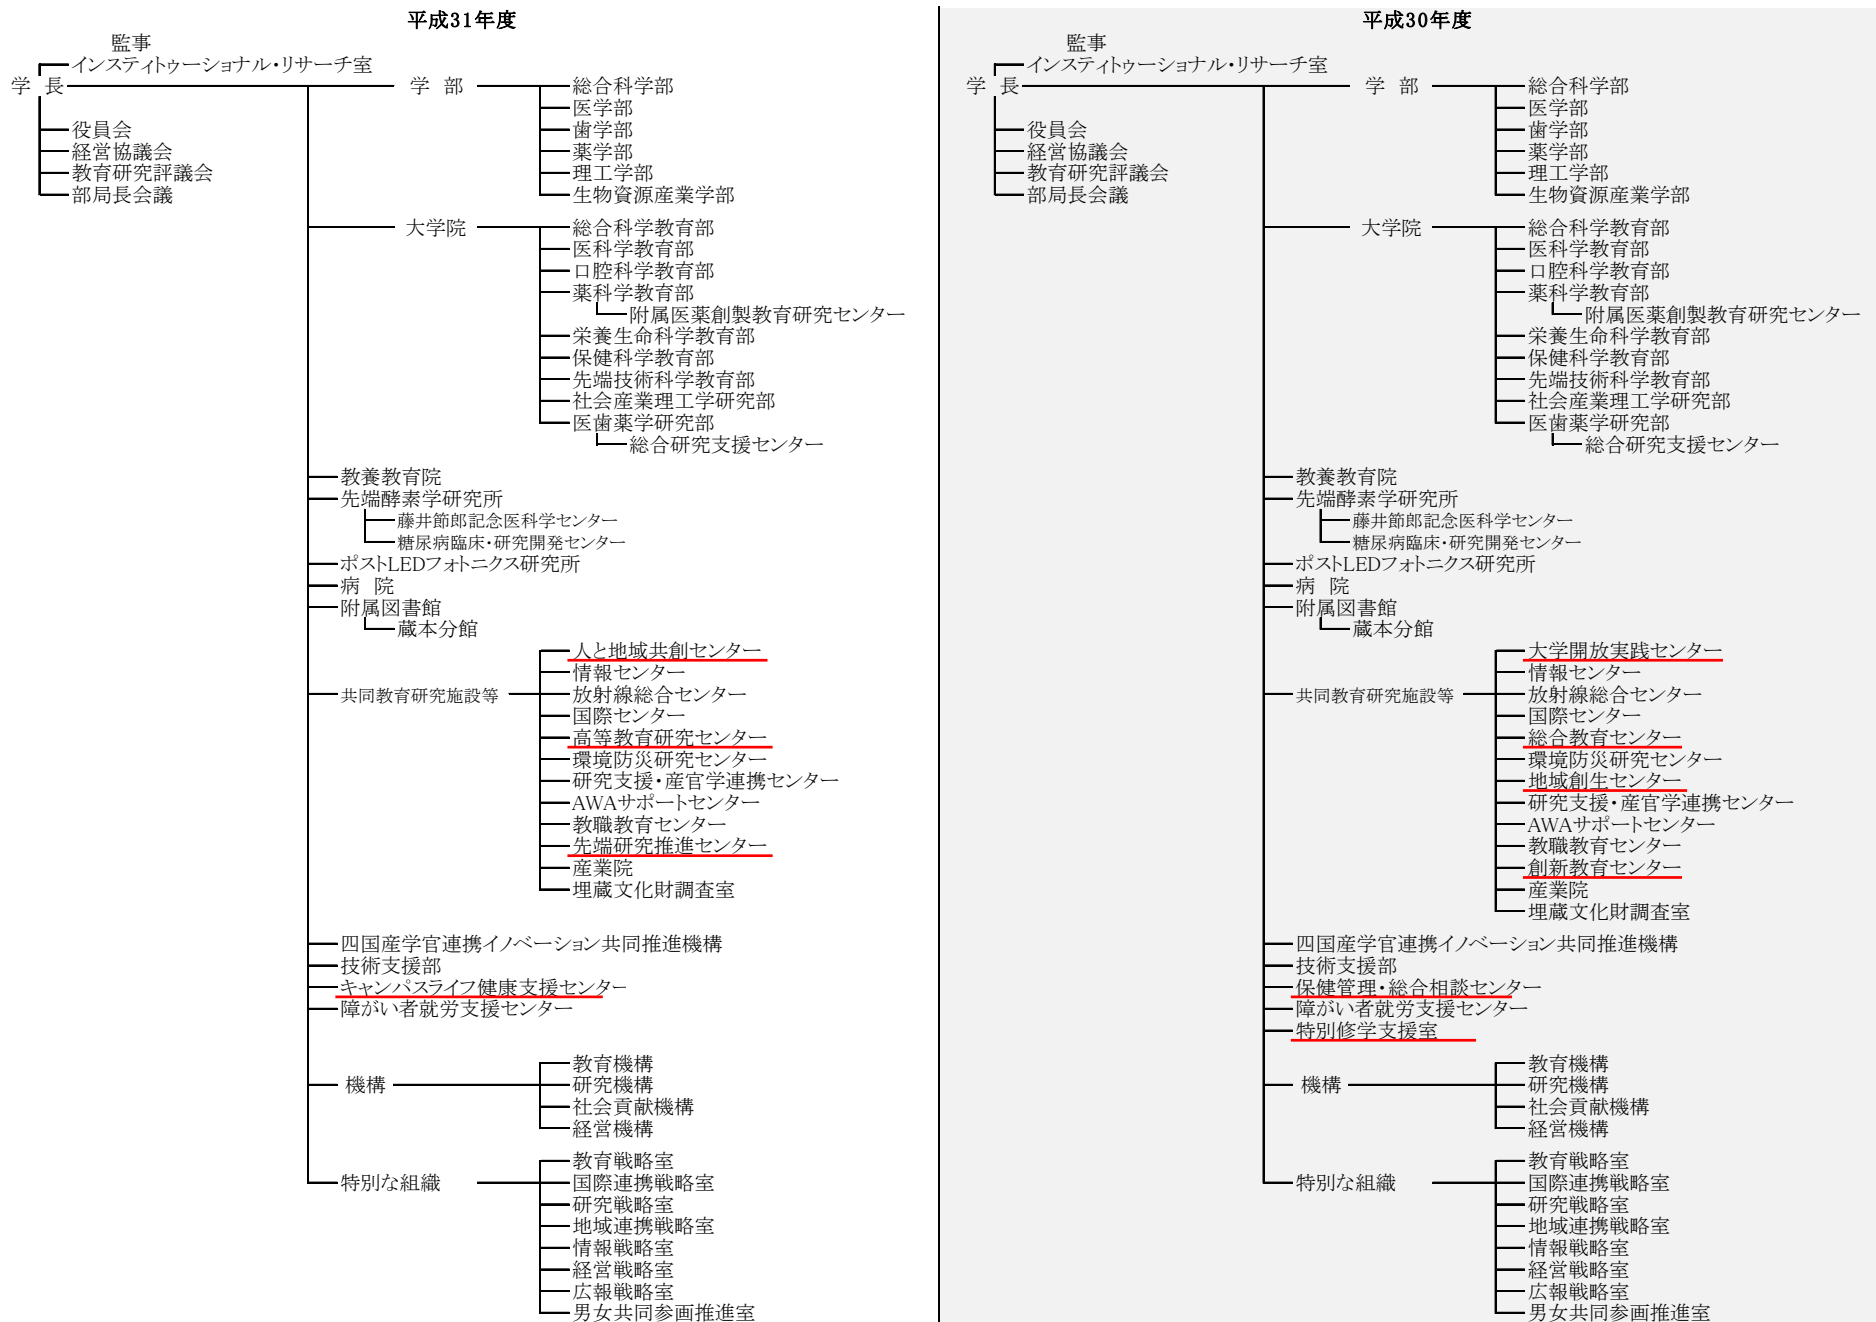 平成31年度
監事
インスティトゥーショナル・リサーチ室
学 長
役員会
経営協議会
教育研究評議会
部局長会議
学 部
総合科学部
医学部
歯学部
薬学部
理工学部
生物資源産業学部
大学院
総合科学教育部
医科学教育部
口腔科学教育部
薬科学教育部
附属医薬創製教育研究センター
栄養生命科学教育部
保健科学教育部
先端技術科学教育部
社会産業理工学研究部
医歯薬学研究部
総合研究支援センター
教養教育院
先端酵素学研究所
藤井節郎記念医科学センター
糖尿病臨床・研究開発センター
ポストLEDフォトニクス研究所
病 院
附属図書館
蔵本分館
共同教育研究施設等
人と地域共創センター
情報センター
放射線総合センター
国際センター
高等教育研究センター
環境防災研究センター
研究支援・産官学連携センター
AWAサポートセンター
教職教育センター
先端研究推進センター
産業院
埋蔵文化財調査室
四国産学官連携イノベーション共同推進機構
技術支援部
キャンパスライフ健康支援センター
障がい者就労支援センター
機構
教育機構
研究機構
社会貢献機構
経営機構
特別な組織
教育戦略室
国際連携戦略室
研究戦略室
地域連携戦略室
情報戦略室
経営戦略室
広報戦略室
男女共同参画推進室
平成30年度
監事
インスティトゥーショナル・リサーチ室
学 長
役員会
経営協議会
教育研究評議会
部局長会議
学 部
総合科学部
医学部
歯学部
薬学部
理工学部
生物資源産業学部
大学院
総合科学教育部
医科学教育部
口腔科学教育部
薬科学教育部
附属医薬創製教育研究センター
栄養生命科学教育部
保健科学教育部
先端技術科学教育部
社会産業理工学研究部
医歯薬学研究部
総合研究支援センター
教養教育院
先端酵素学研究所
藤井節郎記念医科学センター
糖尿病臨床・研究開発センター
ポストLEDフォトニクス研究所
病 院
附属図書館
蔵本分館
共同教育研究施設等
大学開放実践センター
情報センター
放射線総合センター
国際センター
総合教育センター
環境防災研究センター
地域創生センター
研究支援・産官学連携センター
AWAサポートセンター
教職教育センター
創新教育センター
産業院
埋蔵文化財調査室
四国産学官連携イノベーション共同推進機構
技術支援部
保健管理・総合相談センター
障がい者就労支援センター
特別修学支援室
機構
教育機構
研究機構
社会貢献機構
経営機構
特別な組織
教育戦略室
国際連携戦略室
研究戦略室
地域連携戦略室
情報戦略室
経営戦略室
広報戦略室
男女共同参画推進室